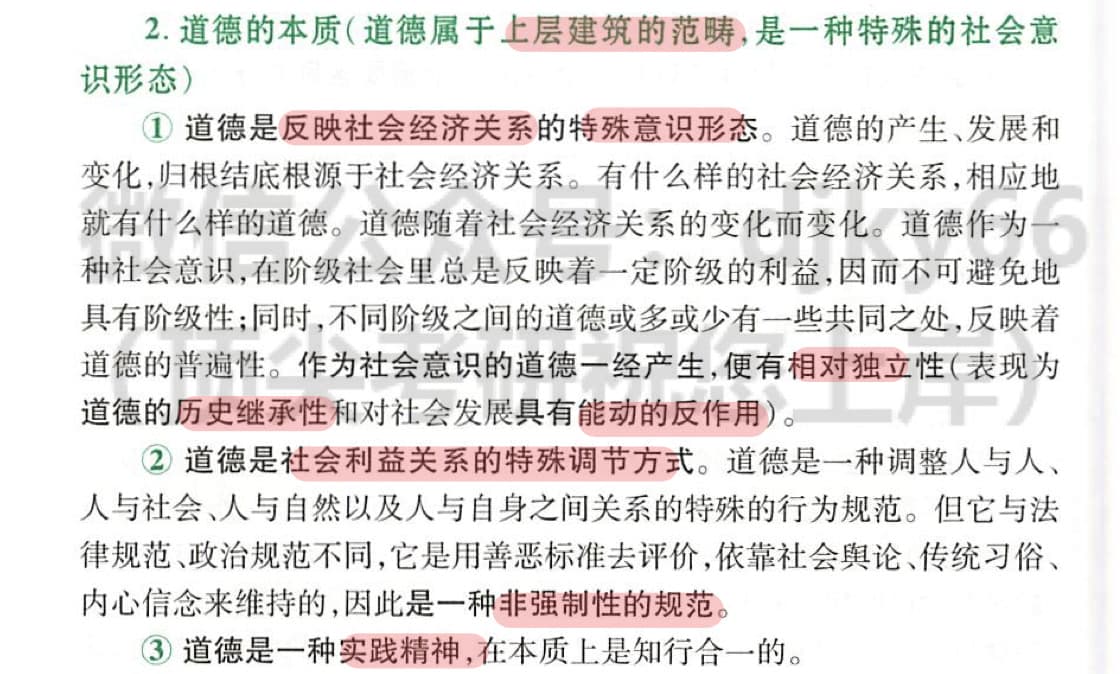 2. 道德的本质(道德属于上层建筑的范畴,是一种特殊的社会意
识形态)
① 道德是反映社会经济关系的特殊意识形态。道德的产生、发展和
变化,归根结底根源于社会经济关系。有什么样的社会经济关系,相应地
就有什么样的道德。道德随着社会经济关系的变化而变化。道德作为一
种社会意识,在阶级社会里总是反映着一定阶级的利益,因而不可避免地
具有阶级性;同时,不同阶级之间的道德或多或少有一些共同之处,反映着
道德的普遍性。作为社会意识的道德一经产生,便有相对独立性(表现为
道德的历史继承性和对社会发展具有能动的反作用)。
② 道德是社会利益关系的特殊调节方式。道德是一种调整人与人、
人与社会、人与自然以及人与自身之间关系的特殊的行为规范。但它与法
律规范、政治规范不同,它是用善恶标准去评价,依靠社会舆论、传统习俗、
内心信念来维持的,因此是一种非强制性的规范。
③ 道德是一种实践精神,在本质上是知行合一的。
微信公众号:djky66
(顶尖考研祝您上岸)